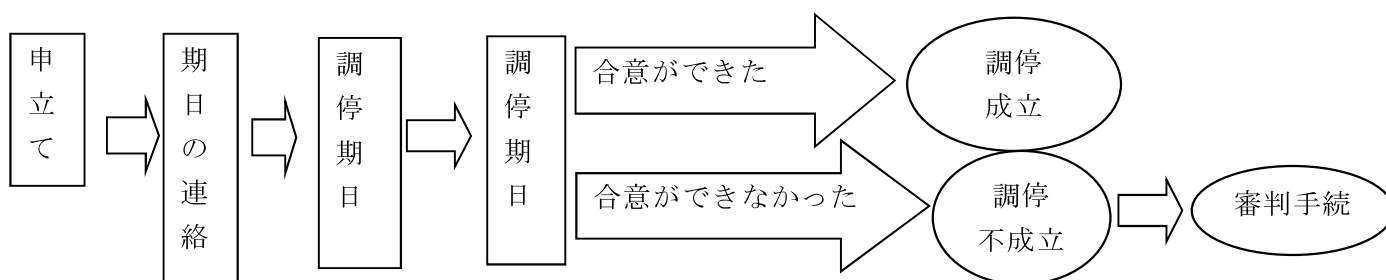 申立て
期日の連絡
調停期日
調停期日
合意ができた
調停
成立
合意ができなかった
調停
不成立
審判手続